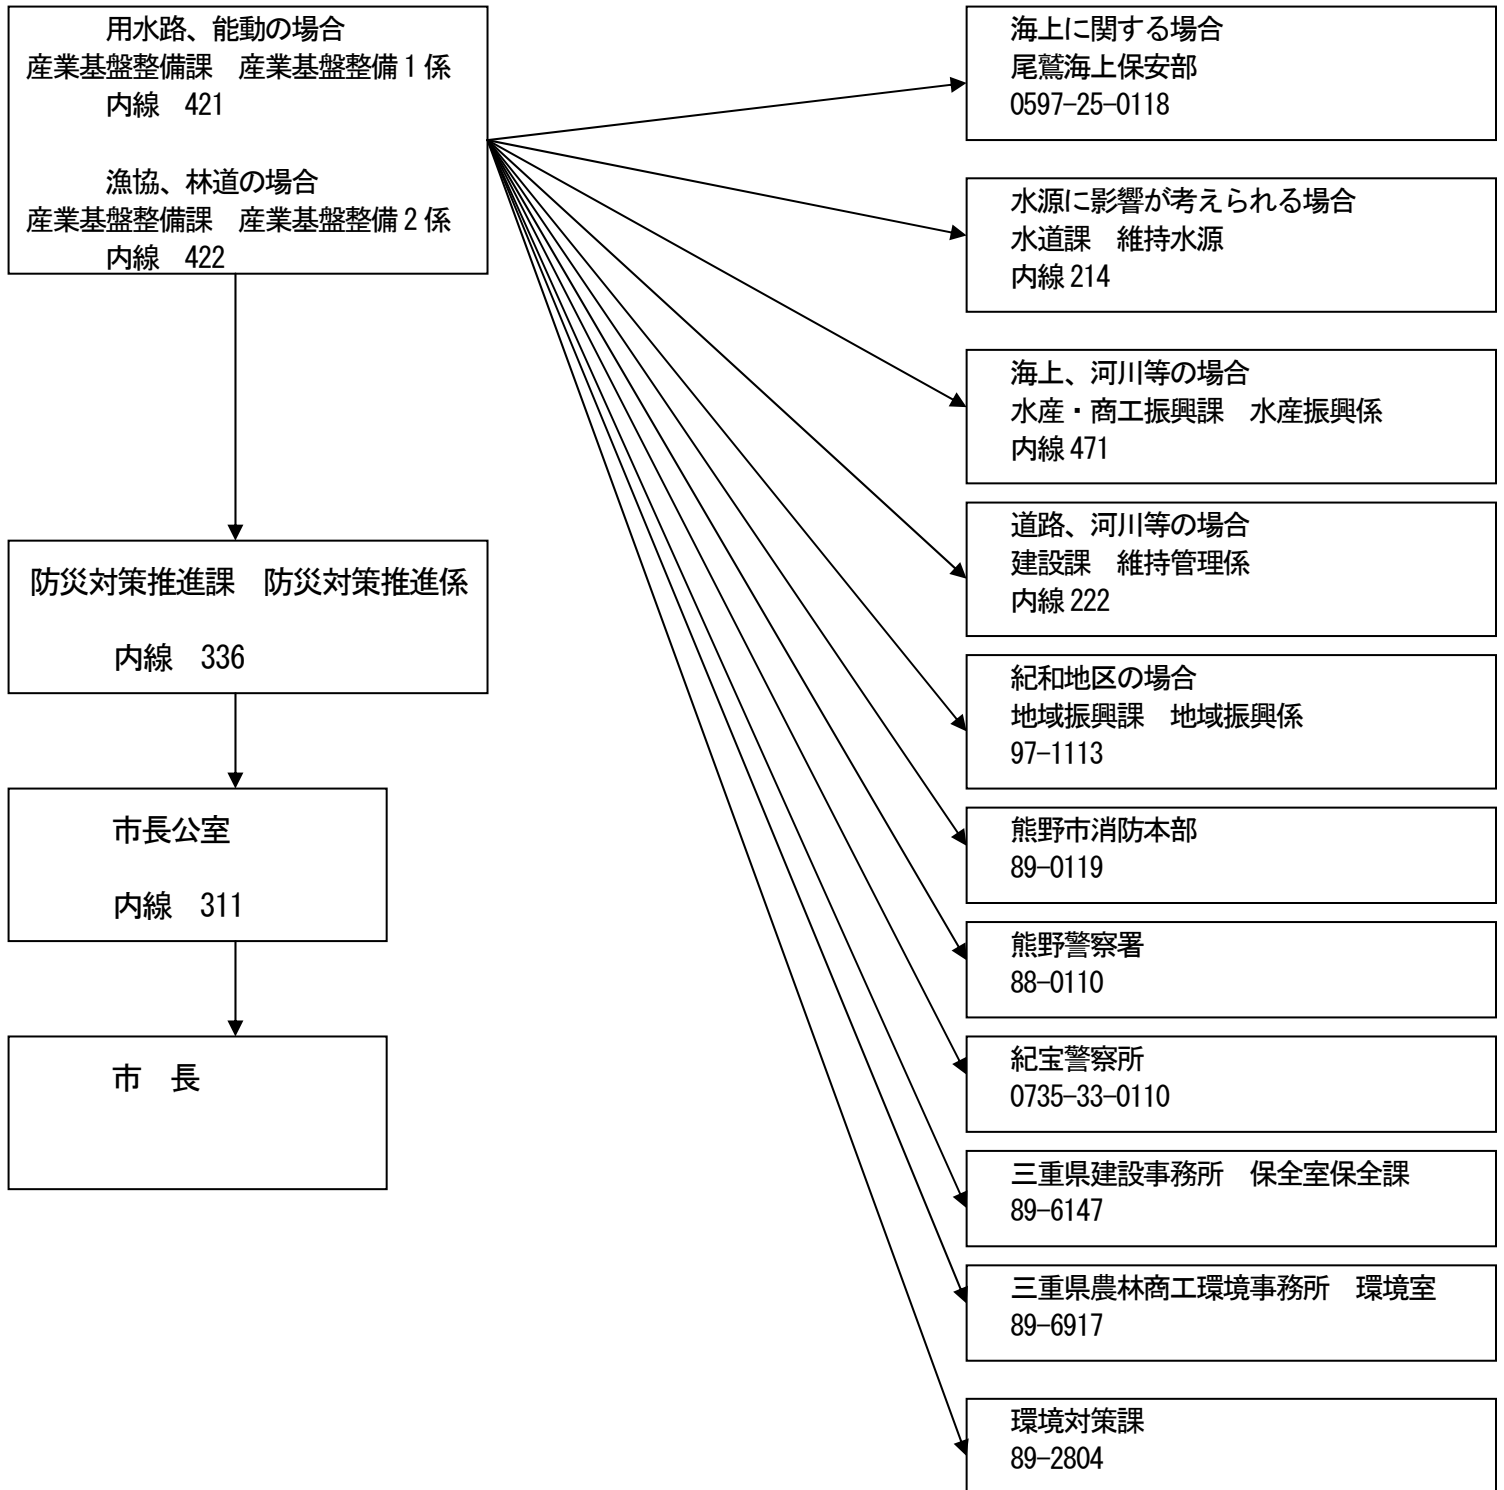 用水路、能動の場合
産業基盤整備課　産業基盤整備1係
内線　421
漁協、林道の場合
産業基盤整備課　産業基盤整備2係
内線　422
防災対策推進課　防災対策推進係
内線　336
市長公室
内線　311
市　長
海上に関する場合
尾鷲海上保安部
0597-25-0118
水源に影響が考えられる場合
水道課　維持水源
内線214
海上、河川等の場合
水産・商工振興課　水産振興係
内線471
道路、河川等の場合
建設課　維持管理係
内線222
紀和地区の場合
地域振興課　地域振興係
97-1113
熊野市消防本部
89-0119
熊野警察署
88-0110
紀宝警察所
0735-33-0110
三重県建設事務所　保全室保全課
89-6147
三重県農林商工環境事務所　環境室
89-6917
環境対策課
89-2804